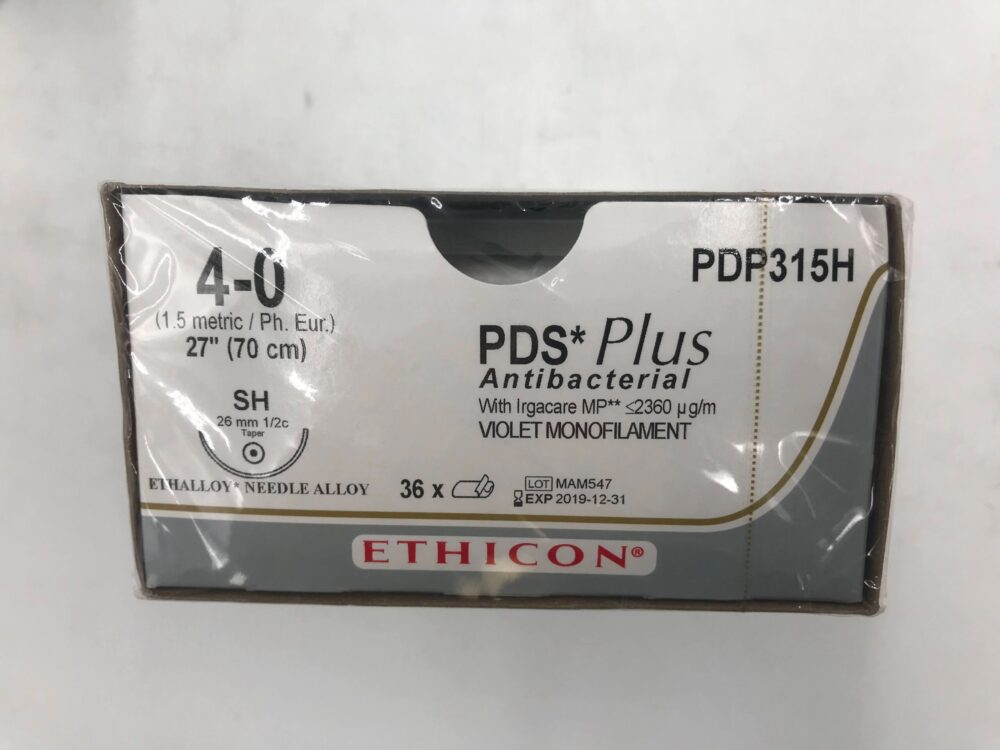 4-0
(1.5 metric / Ph. Eur.)
27" (70 cm)
SH
26 mm 1/2c
Taper
ETHALLOY* NEEDLE ALLOY
36 x
PDP315H
PDS* Plus
Antibacterial
With Irgacare MP** ≤2360 µg/m
VIOLET MONOFILAMENT
LOT MAM547
EXP 2019-12-31
ETHICON®